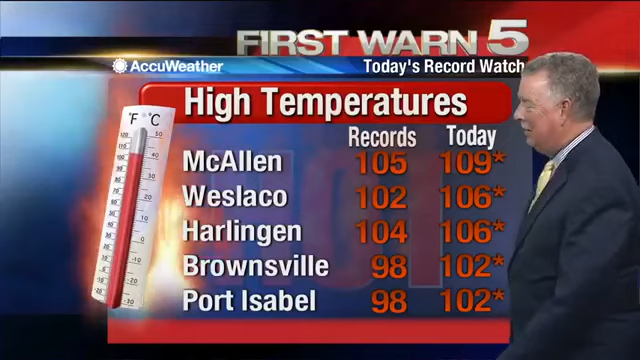 FIRST WARN 5
AccuWeather Today's Record Watch
High Temperatures
Records Today
McAllen 105 109*
Weslaco 102 106*
Harlingen 104 106*
Brownsville 98 102*
Port Isabel 98 102*
°F °C